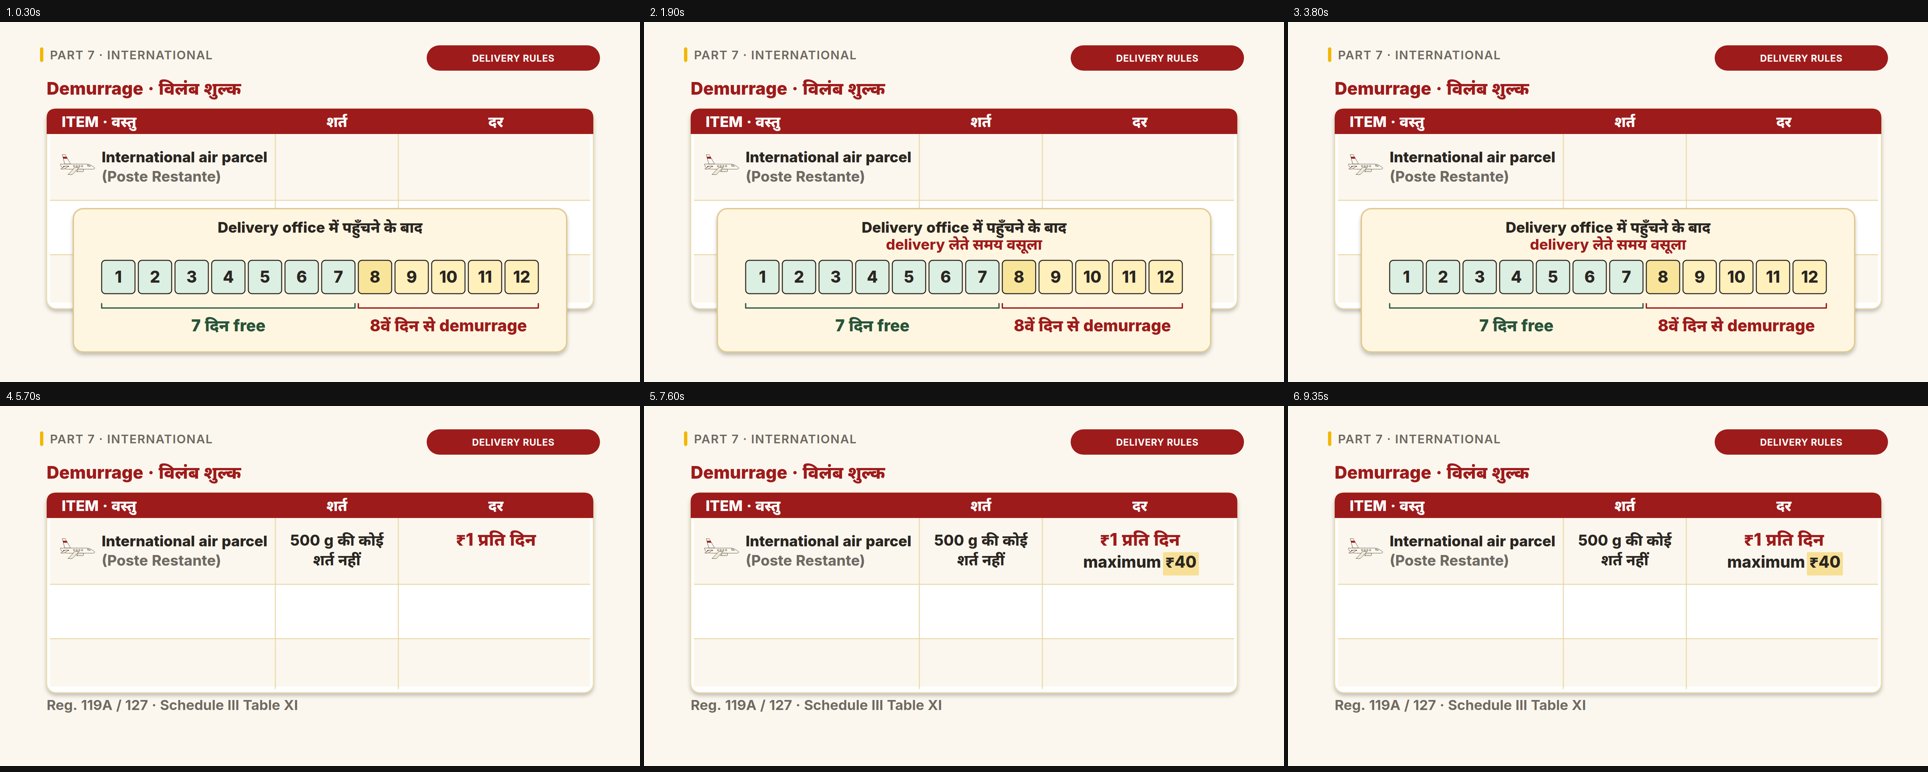 1. 0.30s
PART 7 · INTERNATIONAL
DELIVERY RULES
Demurrage · विलंब शुल्क
ITEM · वस्तु शर्त दर
International air parcel
(Poste Restante)
Delivery office में पहुँचने के बाद
1 2 3 4 5 6 7 8 9 10 11 12
7 दिन free 8वें दिन से demurrage
2. 1.90s
PART 7 · INTERNATIONAL
DELIVERY RULES
Demurrage · विलंब शुल्क
ITEM · वस्तु शर्त दर
International air parcel
(Poste Restante)
Delivery office में पहुँचने के बाद
delivery लेते समय वसूला
1 2 3 4 5 6 7 8 9 10 11 12
7 दिन free 8वें दिन से demurrage
3. 3.80s
PART 7 · INTERNATIONAL
DELIVERY RULES
Demurrage · विलंब शुल्क
ITEM · वस्तु शर्त दर
International air parcel
(Poste Restante)
Delivery office में पहुँचने के बाद
delivery लेते समय वसूला
1 2 3 4 5 6 7 8 9 10 11 12
7 दिन free 8वें दिन से demurrage
4. 5.70s
PART 7 · INTERNATIONAL
DELIVERY RULES
Demurrage · विलंब शुल्क
ITEM · वस्तु शर्त दर
International air parcel 500 g की कोई ₹1 प्रति दिन
(Poste Restante) शर्त नहीं
Reg. 119A / 127 · Schedule III Table XI
5. 7.60s
PART 7 · INTERNATIONAL
DELIVERY RULES
Demurrage · विलंब शुल्क
ITEM · वस्तु शर्त दर
International air parcel 500 g की कोई ₹1 प्रति दिन
(Poste Restante) शर्त नहीं maximum ₹40
Reg. 119A / 127 · Schedule III Table XI
6. 9.35s
PART 7 · INTERNATIONAL
DELIVERY RULES
Demurrage · विलंब शुल्क
ITEM · वस्तु शर्त दर
International air parcel 500 g की कोई ₹1 प्रति दिन
(Poste Restante) शर्त नहीं maximum ₹40
Reg. 119A / 127 · Schedule III Table XI